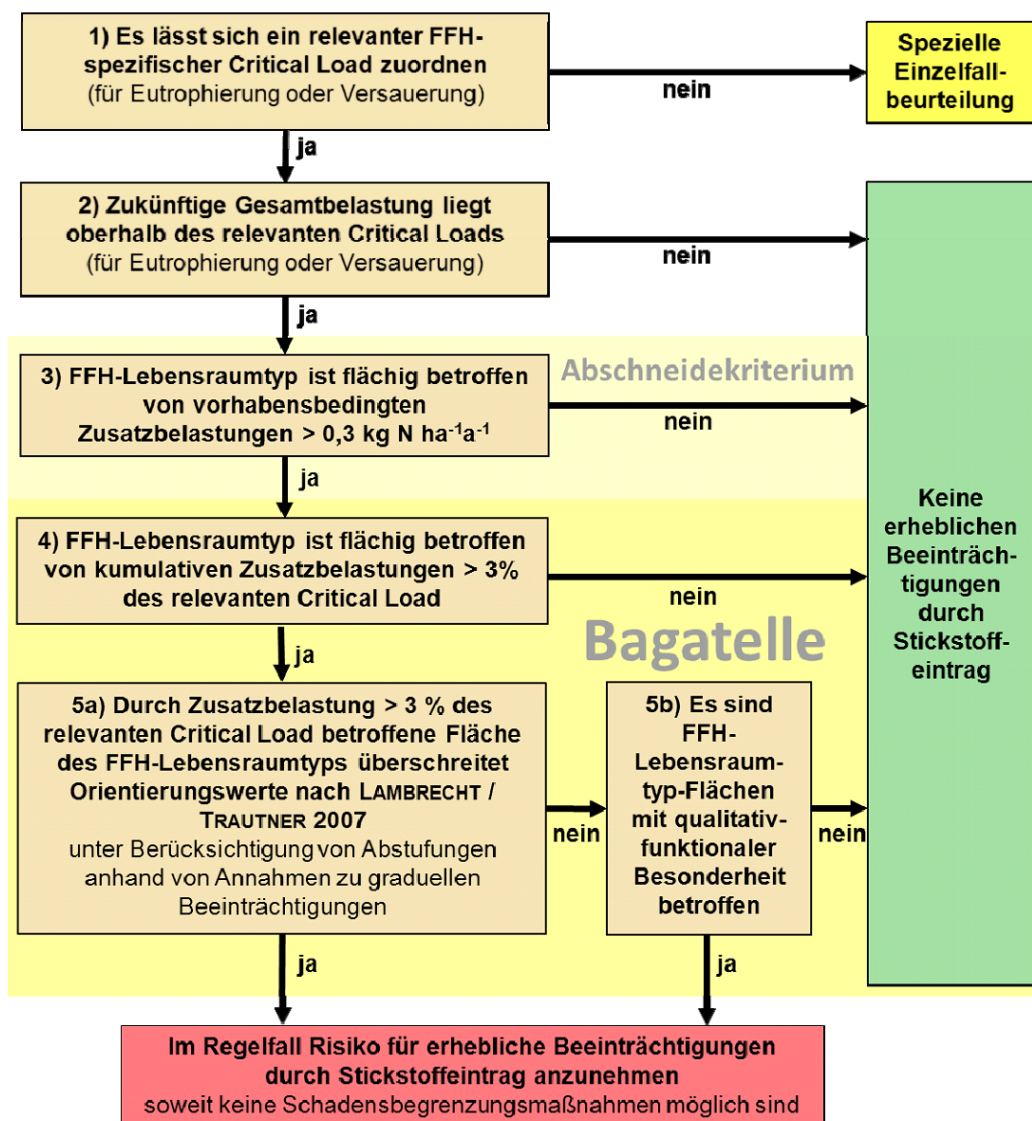 1) Es lässt sich ein relevanter FFH-
spezifischer Critical Load zuordnen
(für Eutrophierung oder Versauerung)
nein
Spezielle
Einzelfall-
beurteilung
ja
2) Zukünftige Gesamtbelastung liegt
oberhalb des relevanten Critical Loads
(für Eutrophierung oder Versauerung)
nein
ja
3) FFH-Lebensraumtyp ist flächig betroffen
von vorhabensbedingten
Zusatzbelastungen > 0,3 kg N ha⁻¹a⁻¹
Abschneidekriterium
nein
ja
4) FFH-Lebensraumtyp ist flächig betroffen
von kumulativen Zusatzbelastungen > 3%
des relevanten Critical Load
nein
Bagatelle
ja
5a) Durch Zusatzbelastung > 3 % des
relevanten Critical Load betroffene Fläche
des FFH-Lebensraumtyps überschreitet
Orientierungswerte nach LAMBRECHT /
TRAUTNER 2007
unter Berücksichtigung von Abstufungen
anhand von Annahmen zu graduellen
Beeinträchtigungen
nein
5b) Es sind
FFH-
Lebensraum-
typ-Flächen
mit qualitativ-
funktionaler
Besonderheit
betroffen
nein
Keine
erheblichen
Beeinträch-
tigungen
durch
Stickstoff-
eintrag
ja
ja
Im Regelfall Risiko für erhebliche Beeinträchtigungen
durch Stickstoffeintrag anzunehmen
soweit keine Schadensbegrenzungsmaßnahmen möglich sind